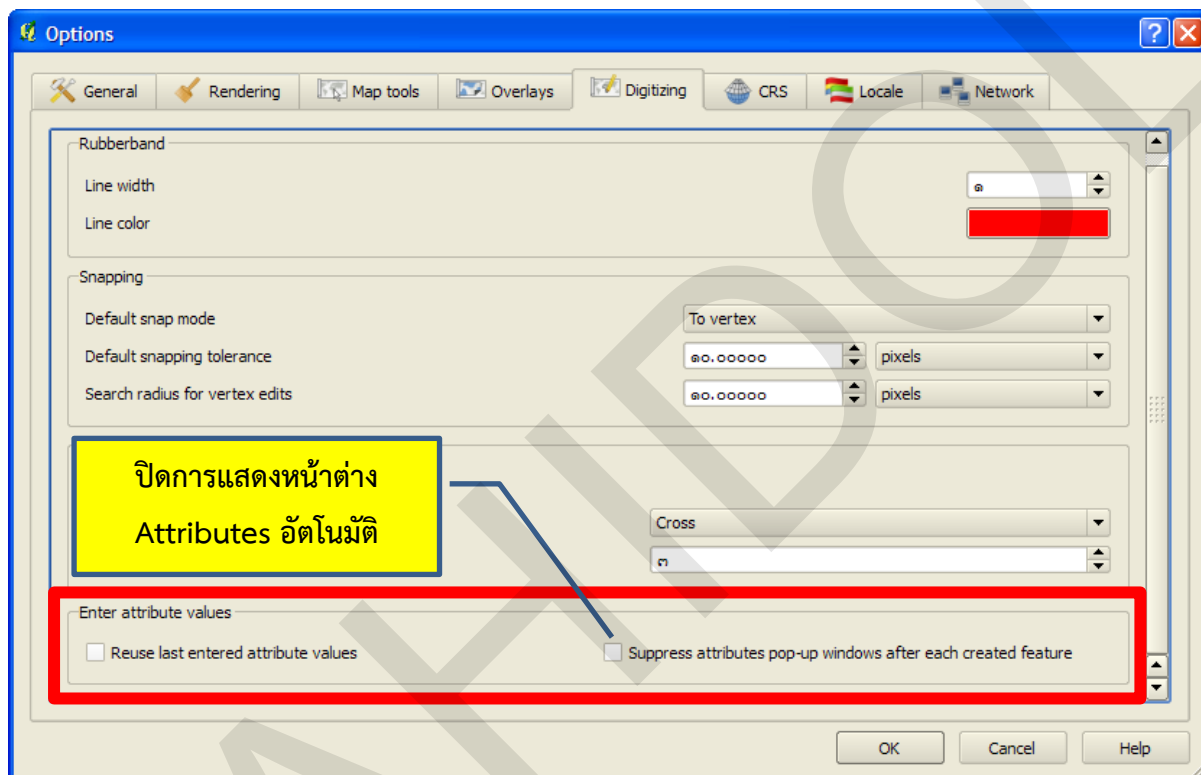 Options
General Rendering Map tools Overlays Digitizing CRS Locale Network
Rubberband
Line width ๑
Line color
Snapping
Default snap mode To vertex
Default snapping tolerance ๑๐.๐๐๐๐๐ pixels
Search radius for vertex edits ๑๐.๐๐๐๐๐ pixels
ปิดการแสดงหน้าต่าง
Attributes อัตโนมัติ
Cross
๓
Enter attribute values
Reuse last entered attribute values Suppress attributes pop-up windows after each created feature
OK Cancel Help